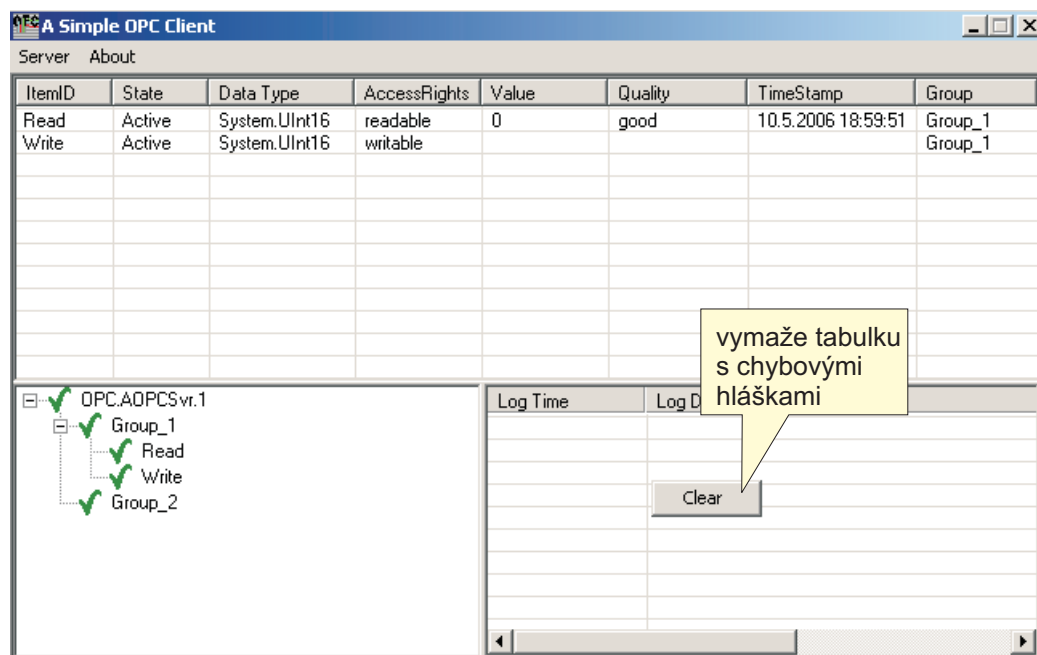 OPC A Simple OPC Client
Server About
ItemID State Data Type AccessRights Value Quality TimeStamp Group
Read Active System.UInt16 readable 0 good 10.5.2006 18:59:51 Group_1
Write Active System.UInt16 writable Group_1
vymaže tabulku
s chybovými
hláškami
OPC.AOPCSvr.1
Group_1
Read
Write
Group_2
Log Time Log D
Clear